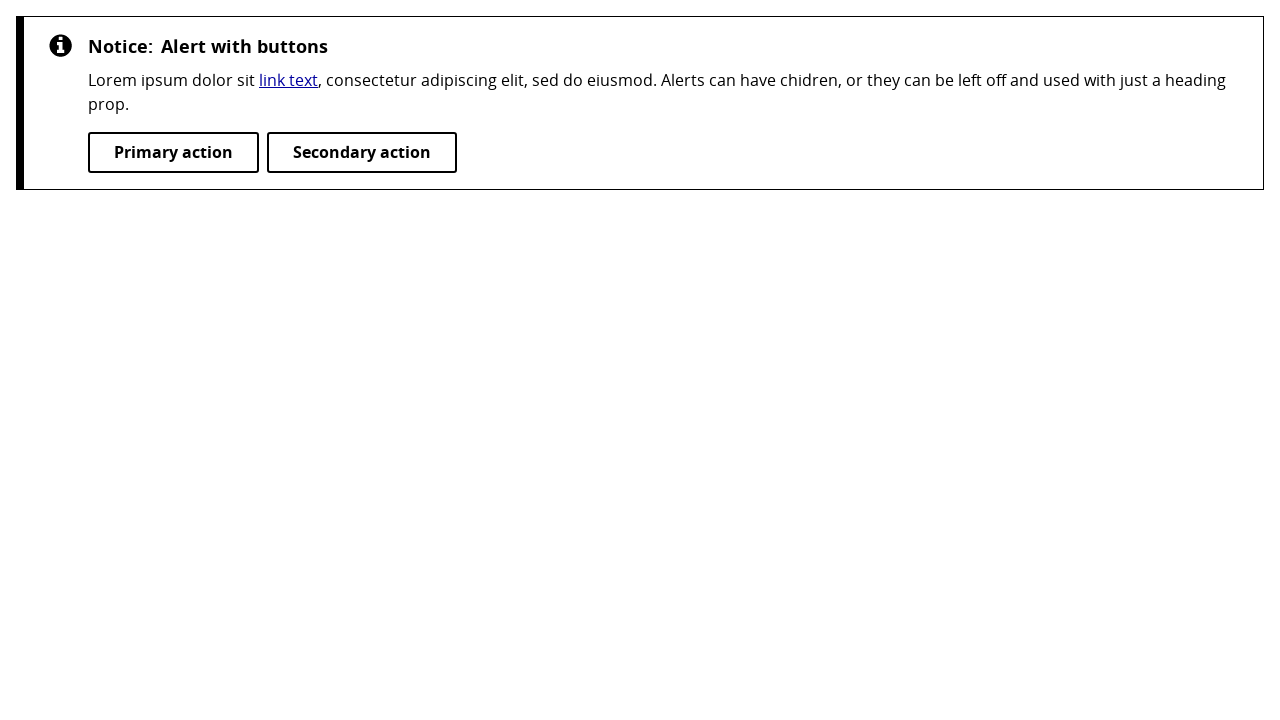 Notice: Alert with buttons
Lorem ipsum dolor sit link text, consectetur adipiscing elit, sed do eiusmod. Alerts can have chidren, or they can be left off and used with just a heading
prop.
Primary action Secondary action